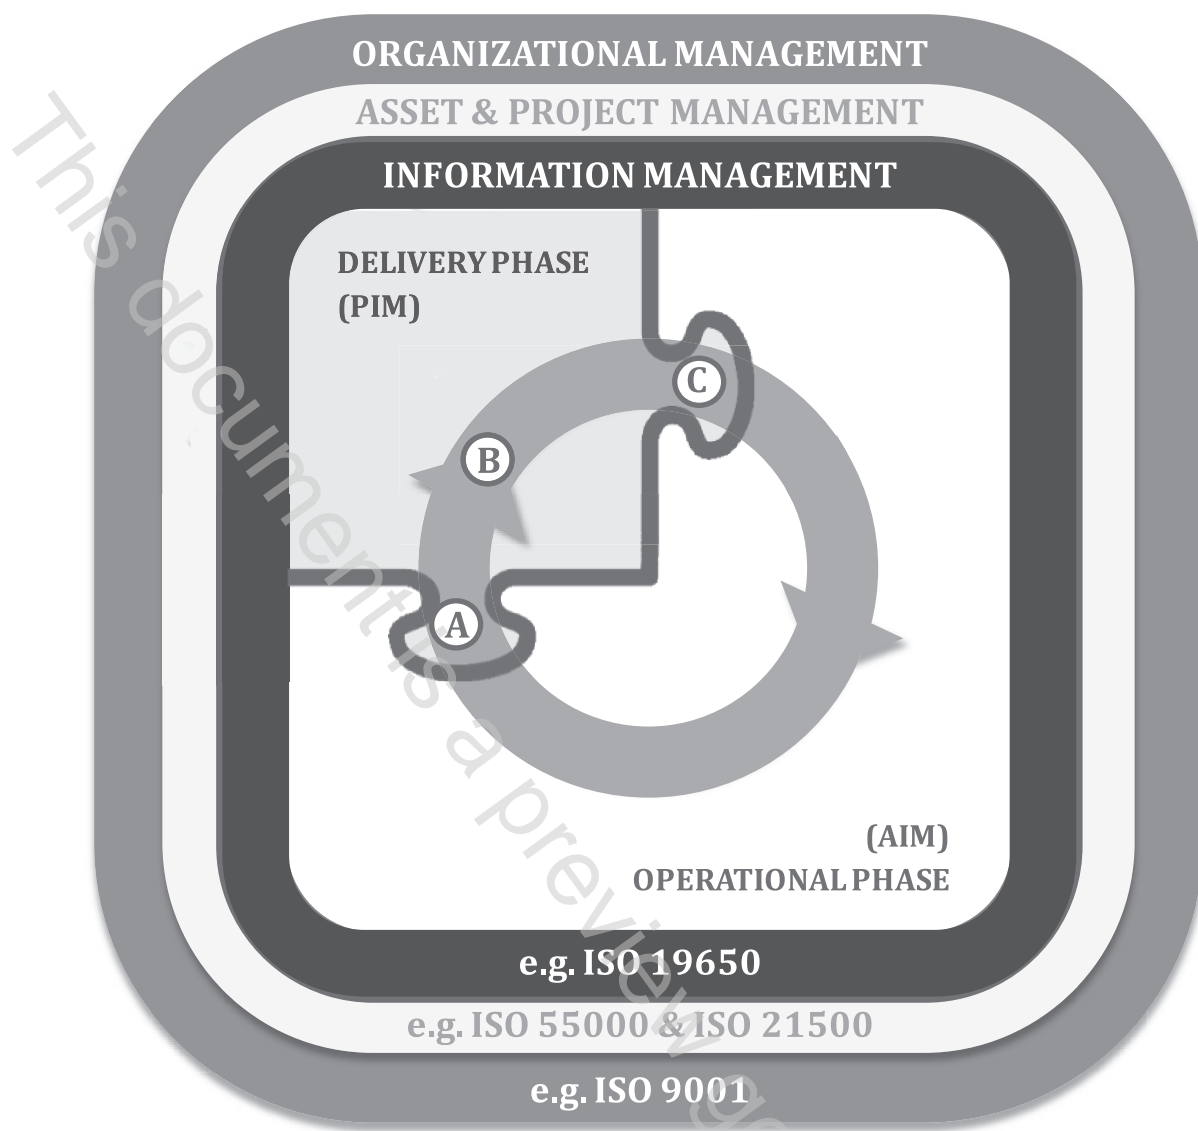 ORGANIZATIONAL MANAGEMENT
ASSET & PROJECT MANAGEMENT
INFORMATION MANAGEMENT
DELIVERY PHASE
(PIM)
C
B
A
(AIM)
OPERATIONAL PHASE
e.g. ISO 19650
e.g. ISO 55000 & ISO 21500
e.g. ISO 9001
This document is a preview